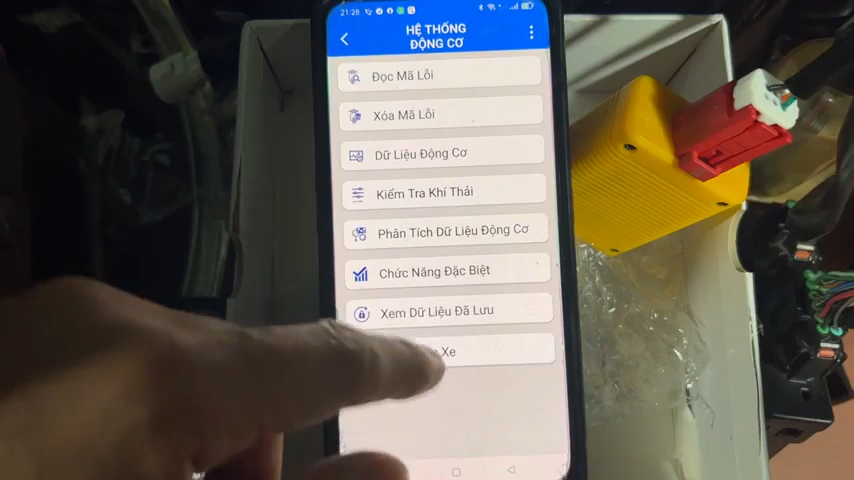 21:28
HỆ THỐNG
ĐỘNG CƠ
Đọc Mã Lỗi
Xóa Mã Lỗi
Dữ Liệu Động Cơ
Kiểm Tra Khí Thải
Phân Tích Dữ Liệu Động Cơ
Chức Năng Đặc Biệt
Xem Dữ Liệu Đã Lưu
Xe